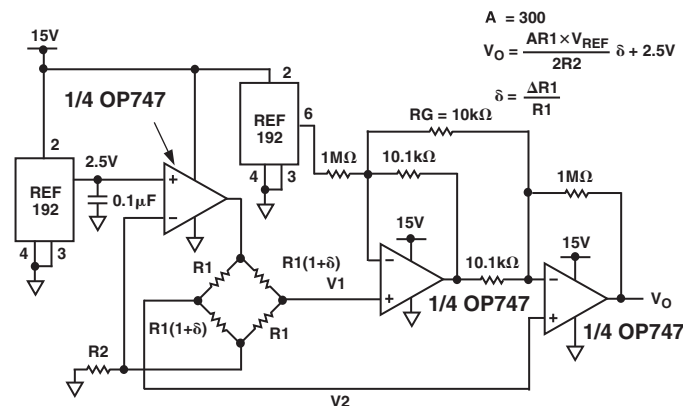 A = 300
V_O = AR1 × V_REF / 2R2 δ + 2.5V
δ = ΔR1 / R1
15V
2
1/4 OP747
2
REF
192
6
4
3
RG = 10kΩ
1MΩ
10.1kΩ
1MΩ
2.5V
REF
192
0.1μF
4
3
+
−
15V
−
+
1/4 OP747
10.1kΩ
15V
−
+
V_O
1/4 OP747
R1
R1(1+δ)
V1
R1(1+δ)
R1
R2
V2